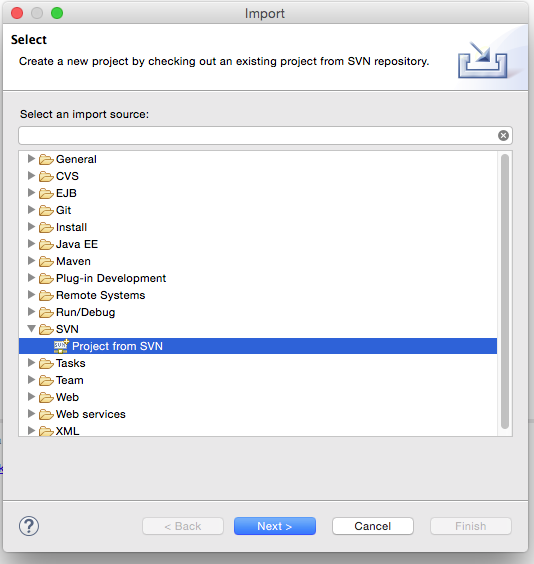 Import
Select
Create a new project by checking out an existing project from SVN repository.
Select an import source:
General
CVS
EJB
Git
Install
Java EE
Maven
Plug-in Development
Remote Systems
Run/Debug
SVN
SVN Project from SVN
Tasks
Team
Web
Web services
XML
k
? < Back Next > Cancel Finish